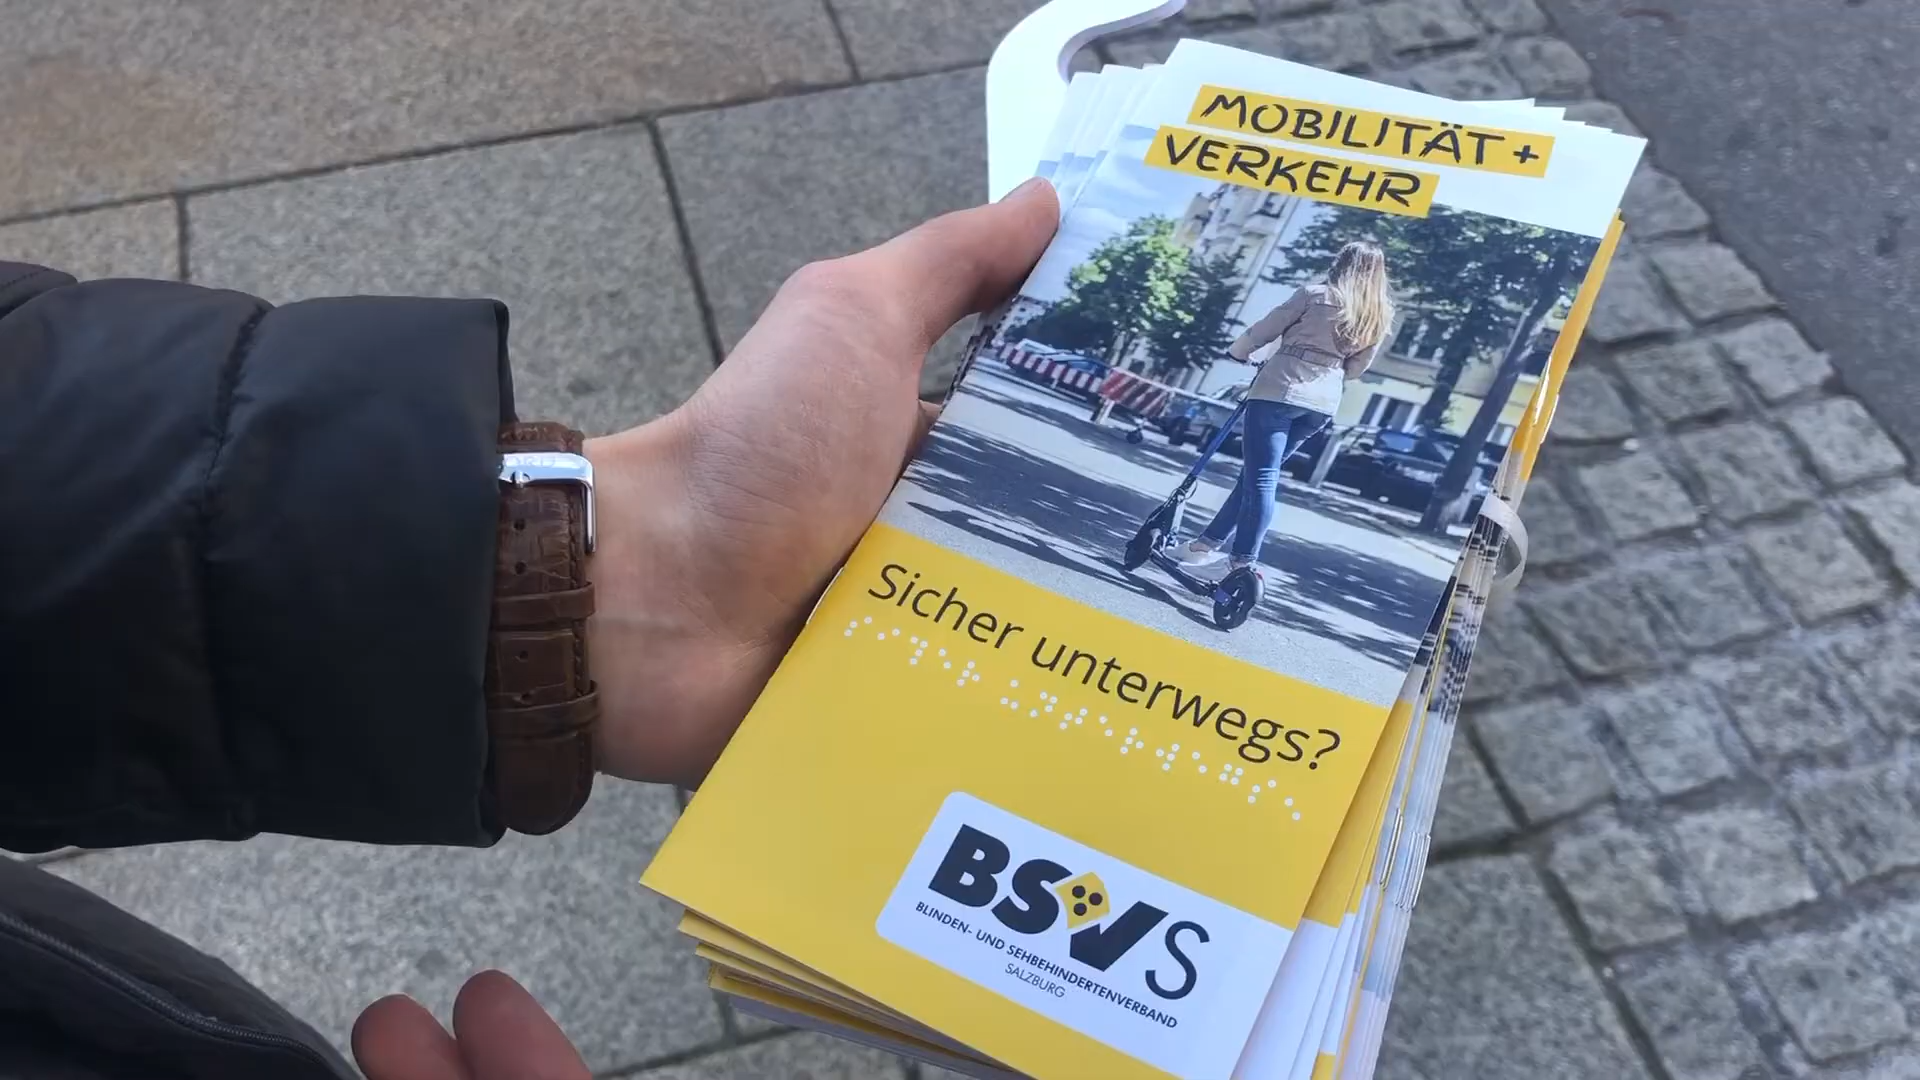 MOBILITÄT +
VERKEHR
Sicher unterwegs?
BSVS
BLINDEN- UND SEHBEHINDERTENVERBAND
SALZBURG